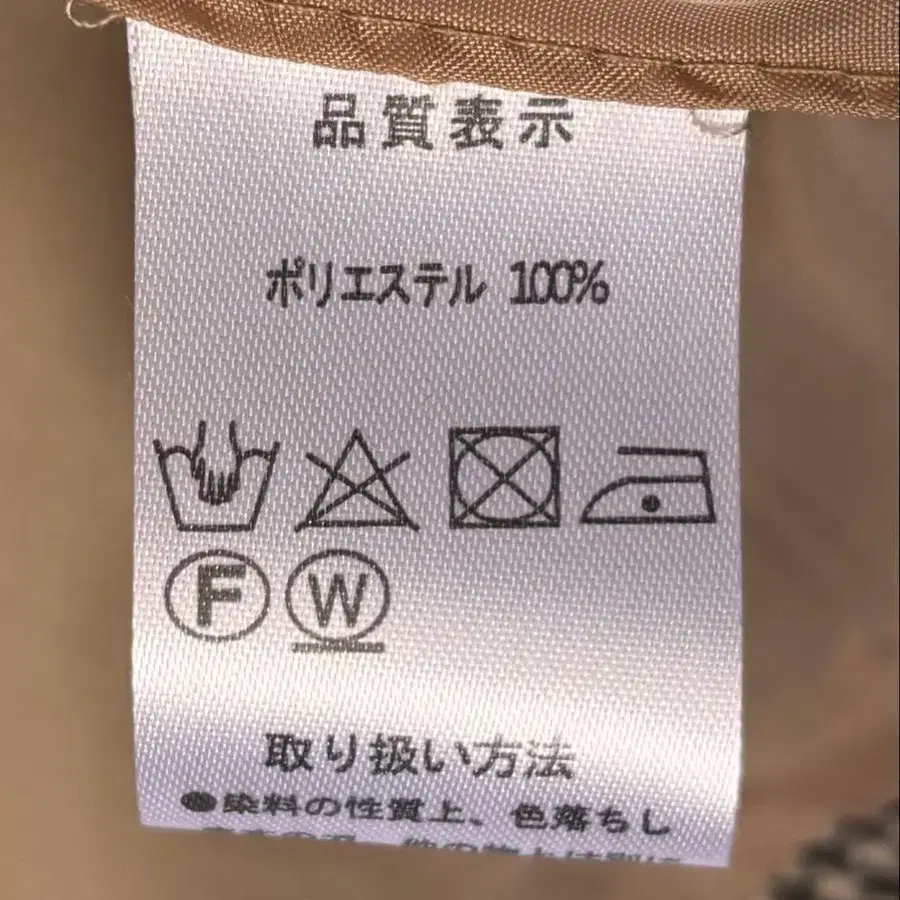 品質表示
ポリエステル 100%
F W
取り扱い方法
●染料の性質上、色落ちし